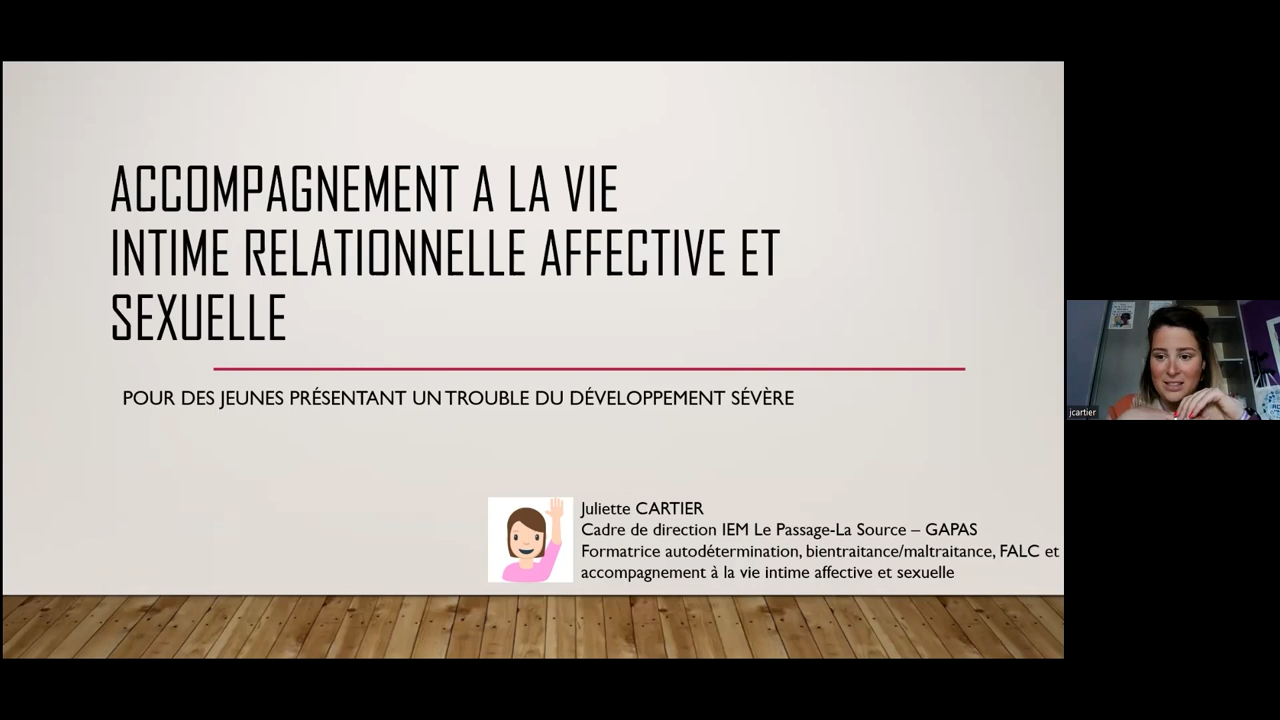 ACCOMPAGNEMENT A LA VIE
INTIME RELATIONNELLE AFFECTIVE ET
SEXUELLE
POUR DES JEUNES PRÉSENTANT UN TROUBLE DU DÉVELOPPEMENT SÉVÈRE
Juliette CARTIER
Cadre de direction IEM Le Passage-La Source – GAPAS
Formatrice autodétermination, bientraitance/maltraitance, FALC et
accompagnement à la vie intime affective et sexuelle
jcartier